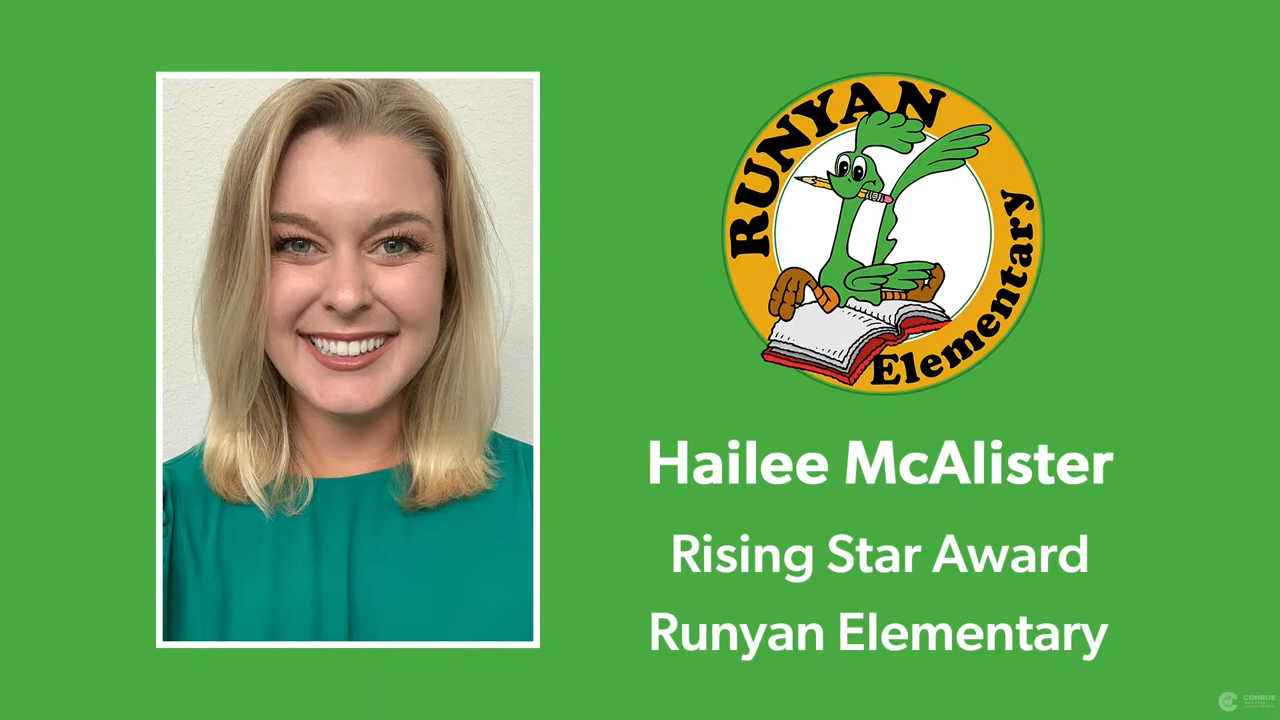 RUNYAN
Elementary
Hailee McAlister
Rising Star Award
Runyan Elementary